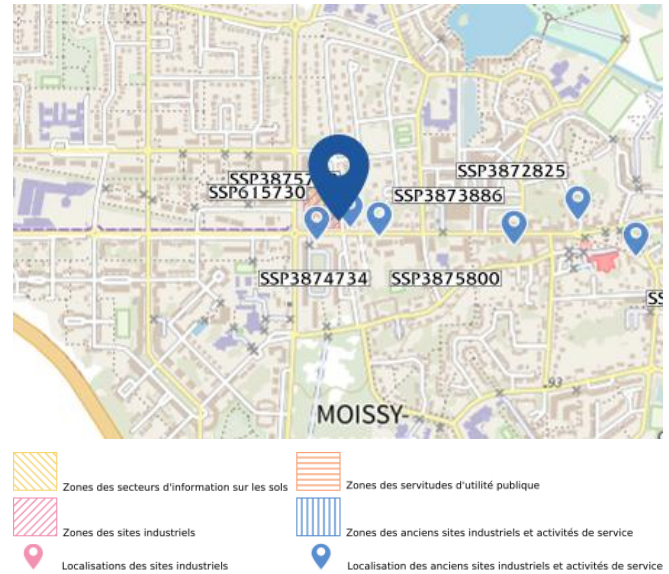 SSP3872825
SSP615730
SSP3873886
SSP3874734
SSP3875800
93
MOISSY-
Zones des secteurs d'information sur les sols
Zones des servitudes d'utilité publique
Zones des sites industriels
Zones des anciens sites industriels et activités de service
Localisations des sites industriels
Localisation des anciens sites industriels et activités de service